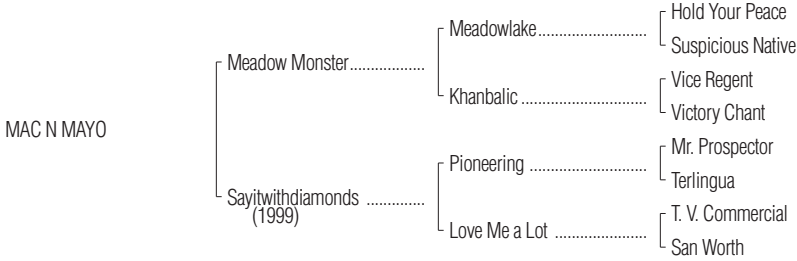 Hold Your Peace
Meadowlake..........................
Suspicious Native
Meadow Monster..................
Vice Regent
Khanbalic ..............................
Victory Chant
MAC N MAYO
Mr. Prospector
Pioneering ............................
Terlingua
Sayitwithdiamonds ..............
(1999)
T. V. Commercial
Love Me a Lot ......................
San Worth